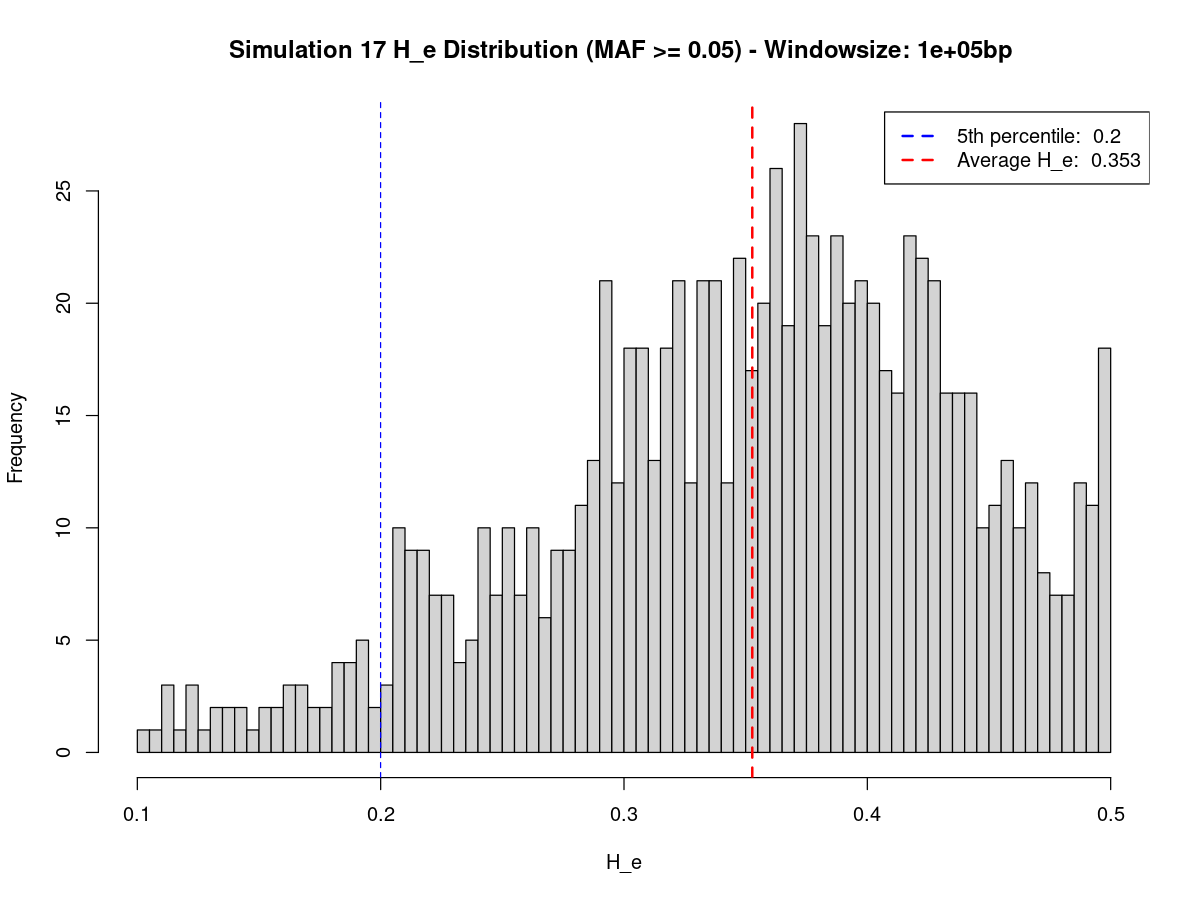 Simulation 17 H_e Distribution (MAF >= 0.05) - Windowsize: 1e+05bp
5th percentile:  0.2
Average H_e:  0.353
Frequency
25
20
15
10
5
0
0.1 0.2 0.3 0.4 0.5
H_e